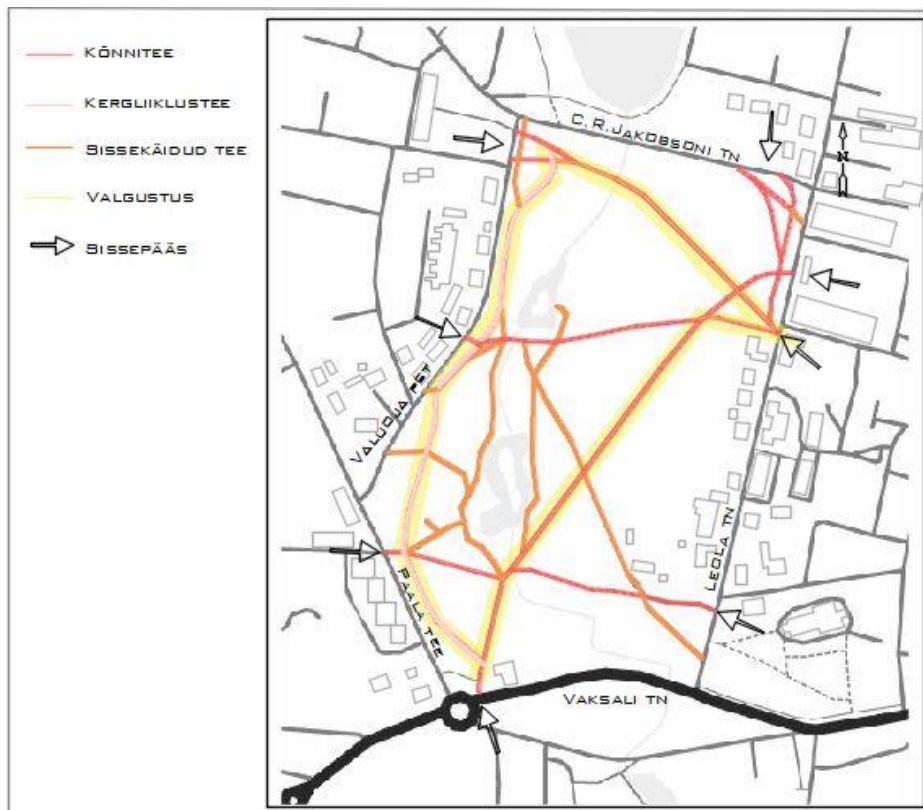 Kõnnitee
Kergliiklustee
Sissekäidud tee
Valgustus
Sissepääs
C.R.Jakobsoni tn
N
Valuoja pst
Leola tn
Paala tee
Vaksali tn